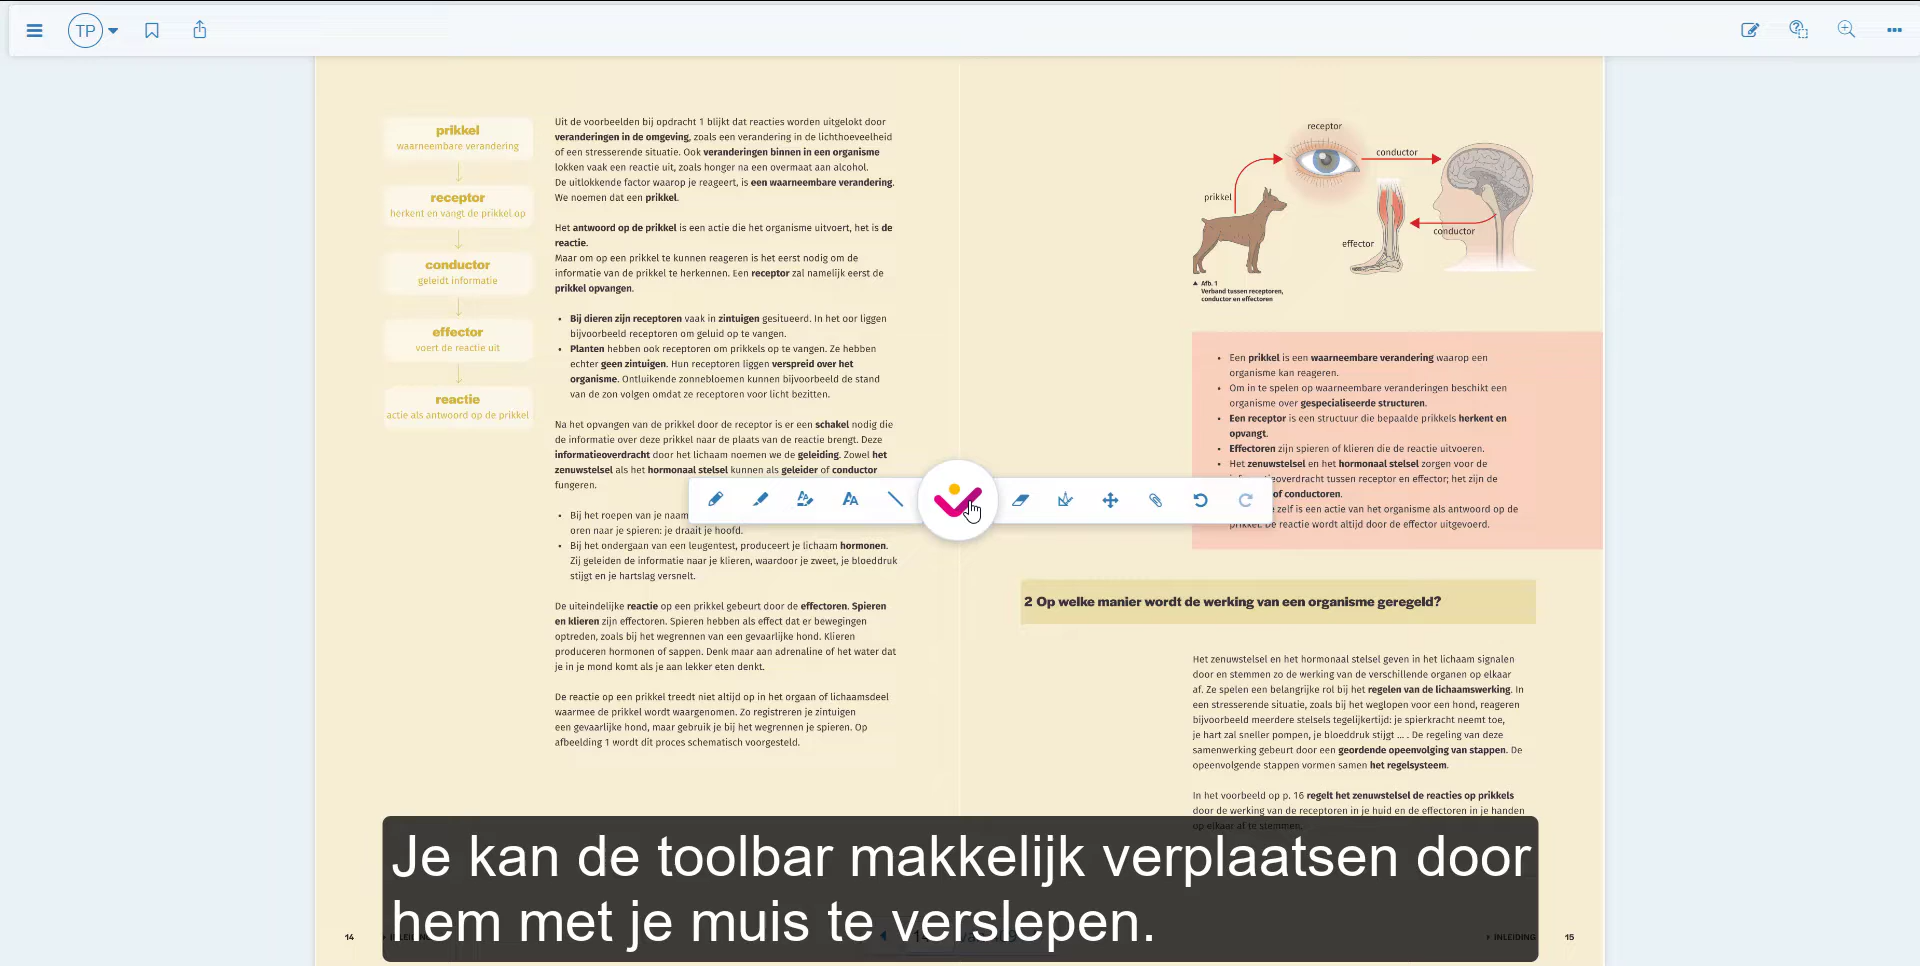 TP
prikkel
waarneembare verandering
receptor
herkent en vangt de prikkel op
conductor
geleidt informatie
effector
voert de reactie uit
reactie
actie als antwoord op de prikkel
Uit de voorbeelden bij opdracht 1 blijkt dat reacties worden uitgelokt door
veranderingen in de omgeving, zoals een verandering in de lichthoeveelheid
of een stresserende situatie. Ook veranderingen binnen in een organisme
lokken vaak een reactie uit, zoals honger na een overmaat aan alcohol.
De uitlokkende factor waarop je reageert, is een waarneembare verandering.
We noemen dat een prikkel.
Het antwoord op de prikkel is een actie die het organisme uitvoert, het is de
reactie.
Maar om op een prikkel te kunnen reageren is het eerst nodig om de
informatie van de prikkel te herkennen. Een receptor zal namelijk eerst de
prikkel opvangen.
• Bij dieren zijn receptoren vaak in zintuigen gesitueerd. In het oor liggen
bijvoorbeeld receptoren om geluid op te vangen.
• Planten hebben ook receptoren om prikkels op te vangen. Ze hebben
echter geen zintuigen. Hun receptoren liggen verspreid over het
organisme. Ontluikende zonnebloemen kunnen bijvoorbeeld de stand
van de zon volgen omdat ze receptoren voor licht bezitten.
Na het opvangen van de prikkel door de receptor is er een schakel nodig die
de informatie over deze prikkel naar de plaats van de reactie brengt. Deze
informatieoverdracht door het lichaam noemen we de geleiding. Zowel het
zenuwstelsel als het hormonaal stelsel kunnen als geleider of conductor
fungeren.
• Bij het roepen van je naam
oren naar je spieren: je draait je hoofd.
• Bij het ondergaan van een leugentest, produceert je lichaam hormonen.
Zij geleiden de informatie naar je klieren, waardoor je zweet, je bloeddruk
stijgt en je hartslag versnelt.
De uiteindelijke reactie op een prikkel gebeurt door de effectoren. Spieren
en klieren zijn effectoren. Spieren hebben als effect dat er bewegingen
optreden, zoals bij het wegrennen van een gevaarlijke hond. Klieren
produceren hormonen of sappen. Denk maar aan adrenaline of het water dat
je in je mond komt als je aan lekker eten denkt.
De reactie op een prikkel treedt niet altijd op in het orgaan of lichaamsdeel
waarmee de prikkel wordt waargenomen. Zo registreren je zintuigen
een gevaarlijke hond, maar gebruik je bij het wegrennen je spieren. Op
afbeelding 1 wordt dit proces schematisch voorgesteld.
14
receptor
conductor
prikkel
effector
conductor
▲ Afb. 1
Verband tussen receptoren,
conductor en effectoren
• Een prikkel is een waarneembare verandering waarop een
organisme kan reageren.
• Om in te spelen op waarneembare veranderingen beschikt een
organisme over gespecialiseerde structuren.
• Een receptor is een structuur die bepaalde prikkels herkent en
opvangt.
• Effectoren zijn spieren of klieren die de reactie uitvoeren.
• Het zenuwstelsel en het hormonaal stelsel zorgen voor de
overdracht tussen receptor en effector; het zijn de
of conductoren.
zelf is een actie van het organisme als antwoord op de
prikkel. De reactie wordt altijd door de effector uitgevoerd.
2 Op welke manier wordt de werking van een organisme geregeld?
Het zenuwstelsel en het hormonaal stelsel geven in het lichaam signalen
door en stemmen zo de werking van de verschillende organen op elkaar
af. Ze spelen een belangrijke rol bij het regelen van de lichaamswerking. In
een stresserende situatie, zoals bij het weglopen voor een hond, reageren
bijvoorbeeld meerdere stelsels tegelijkertijd: je spierkracht neemt toe,
je hart zal sneller pompen, je bloeddruk stijgt ... . De regeling van deze
samenwerking gebeurt door een geordende opeenvolging van stappen. De
opeenvolgende stappen vormen samen het regelsysteem.
In het voorbeeld op p. 16 regelt het zenuwstelsel de reacties op prikkels
door de werking van de receptoren in je huid en de effectoren in je handen
op elkaar af te stemmen.
INLEIDING 15
Je kan de toolbar makkelijk verplaatsen door
hem met je muis te verslepen.